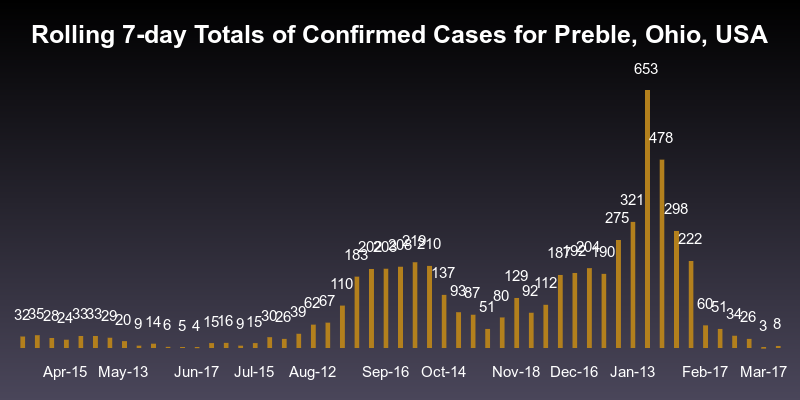 Rolling 7-day Totals of Confirmed Cases for Preble, Ohio, USA
32 35 28 24 33 33 29 20 9 14 6 5 4 15 16 9 15 30 26 39 62 67 110 183 202 203 219 210 137 93 87 51 80 129 92 112 187 192 204 190 275 321 653 478 298 222 60 51 34 26 3 8
Apr-15 May-13 Jun-17 Jul-15 Aug-12 Sep-16 Oct-14 Nov-18 Dec-16 Jan-13 Feb-17 Mar-17